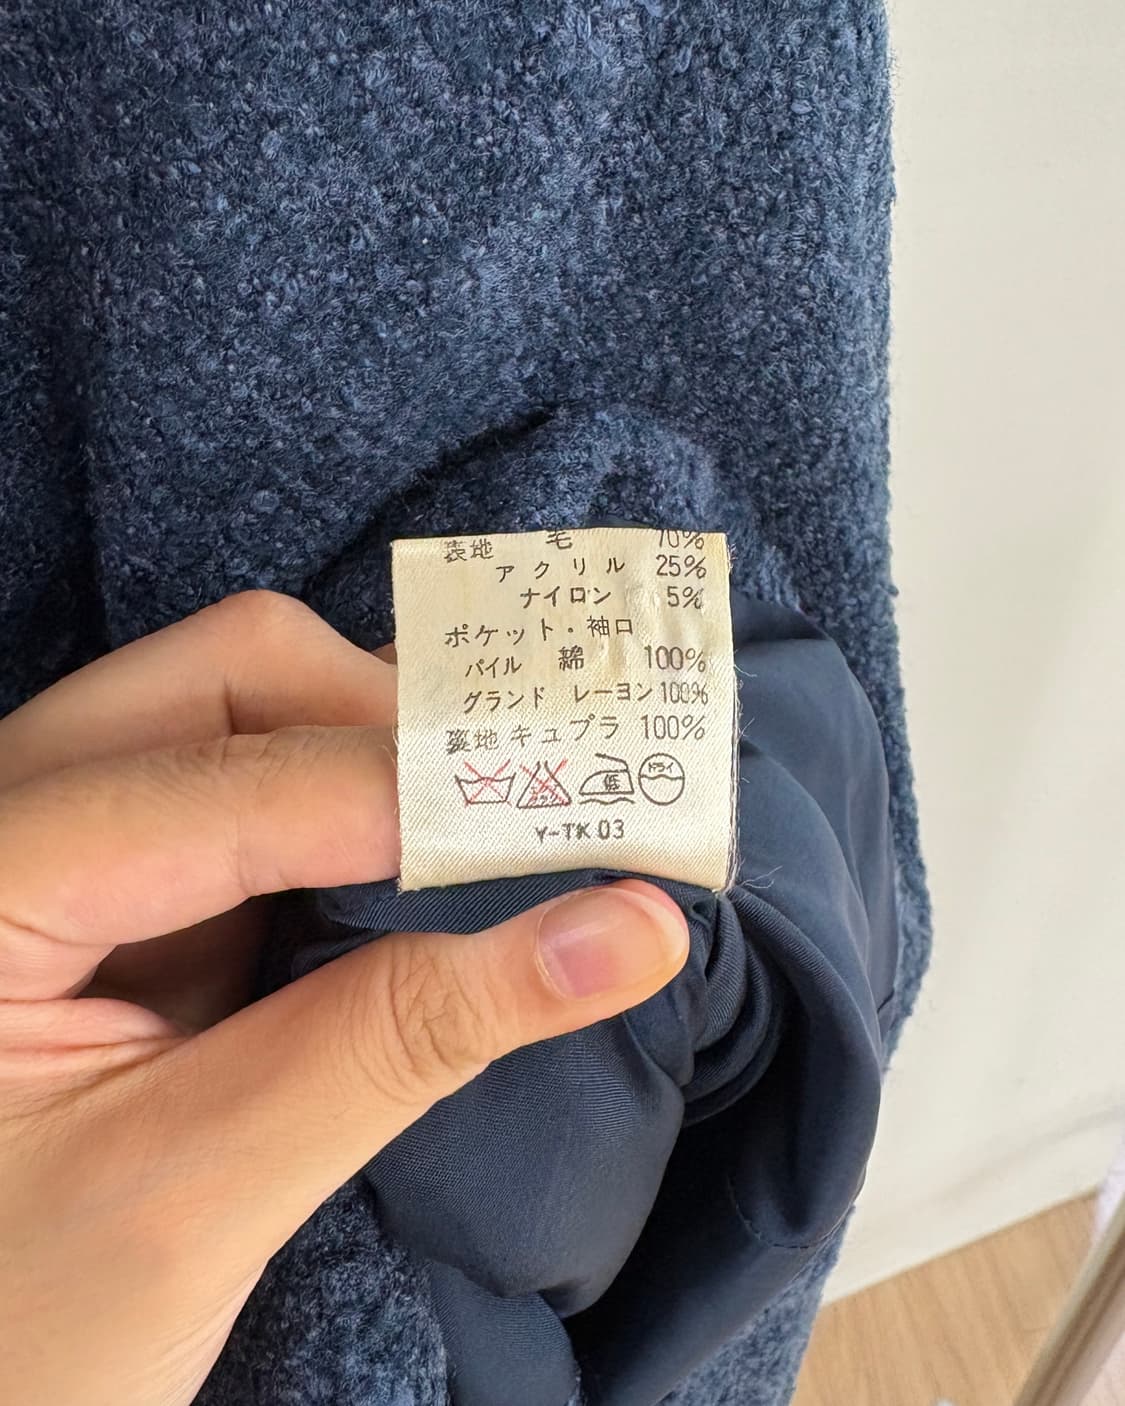 表地 毛 70%
アクリル 25%
ナイロン 5%
ポケット・袖口
パイル 綿 100%
グランド レーヨン 100%
裏地 キュプラ 100%
低 ドライ
Y-TK 03